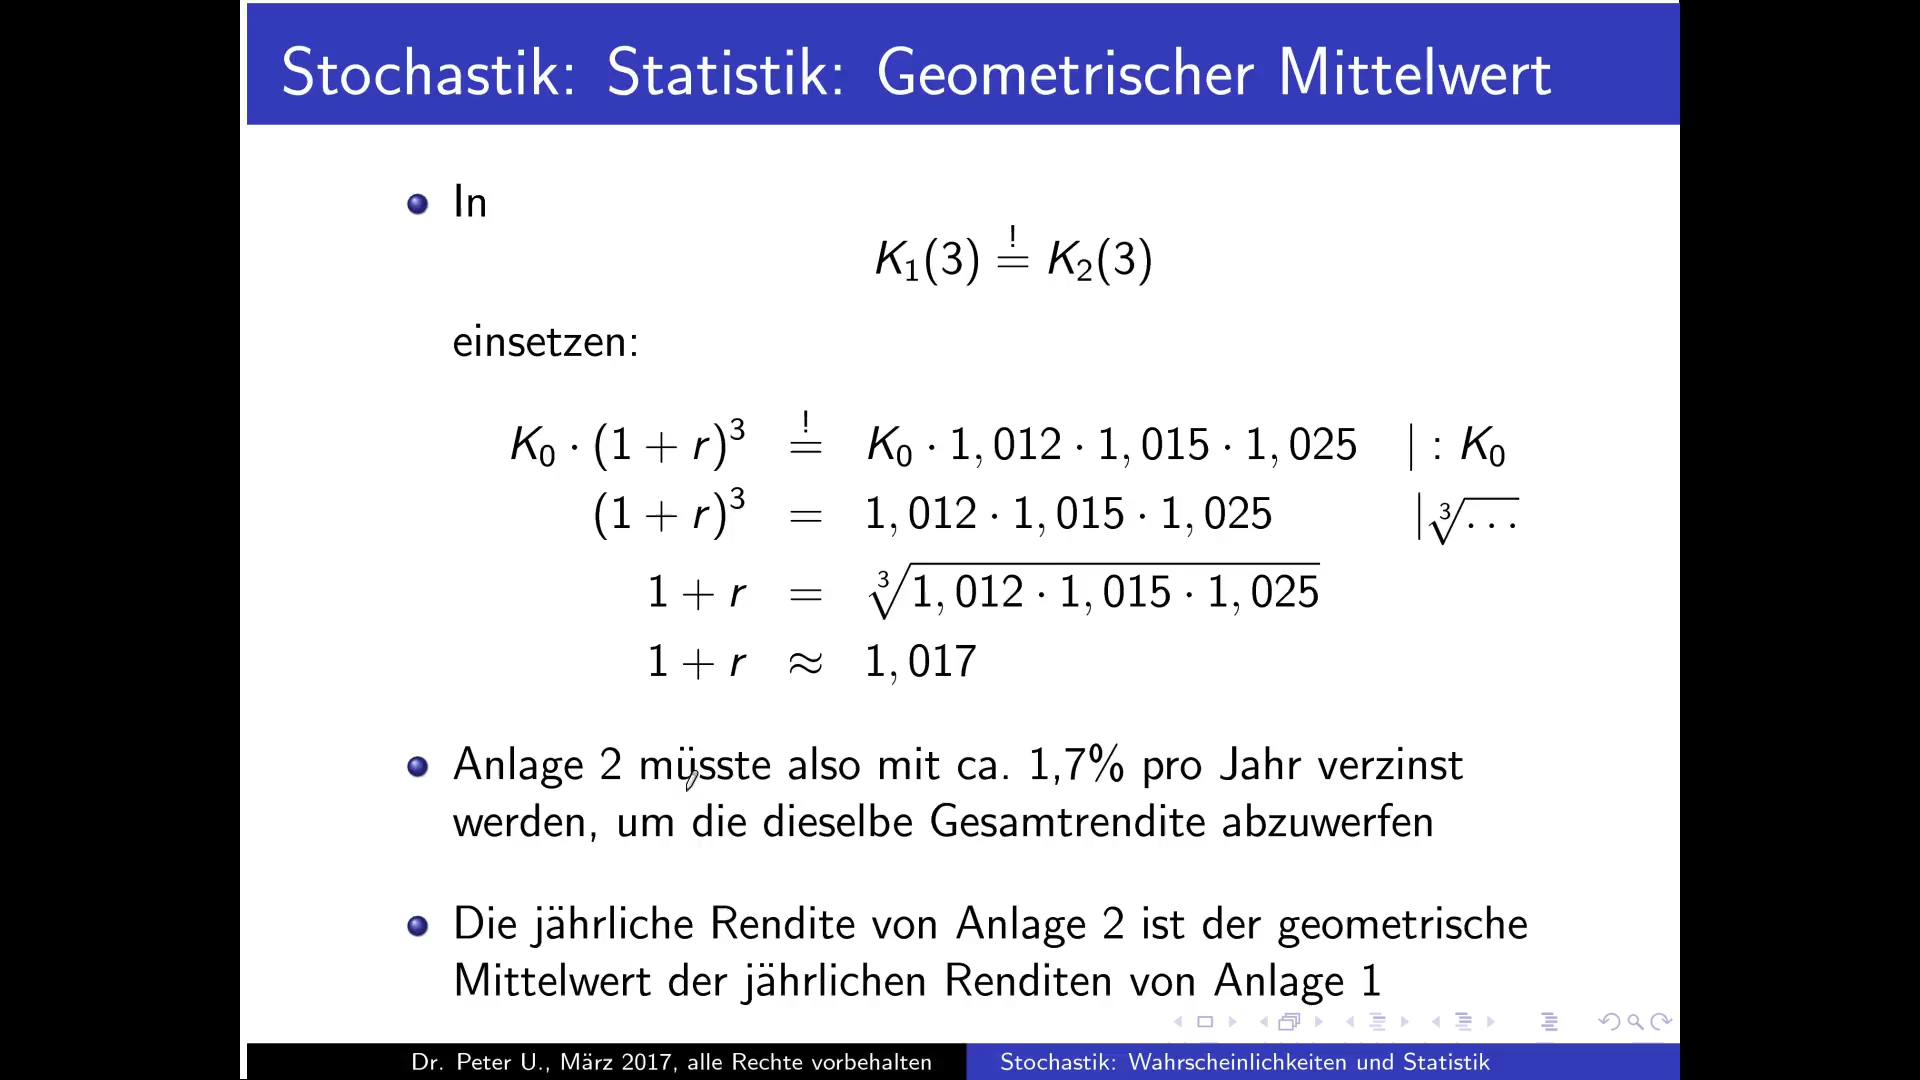 Stochastik: Statistik: Geometrischer Mittelwert
In
K₁(3) =! K₂(3)
einsetzen:
K₀ · (1 + r)³ =! K₀ · 1, 012 · 1, 015 · 1, 025 | : K₀
(1 + r)³ = 1, 012 · 1, 015 · 1, 025 |∛...
1 + r = ∛1, 012 · 1, 015 · 1, 025
1 + r ≈ 1, 017
Anlage 2 müsste also mit ca. 1,7% pro Jahr verzinst
werden, um die dieselbe Gesamtrendite abzuwerfen
Die jährliche Rendite von Anlage 2 ist der geometrische
Mittelwert der jährlichen Renditen von Anlage 1
Dr. Peter U., März 2017, alle Rechte vorbehalten
Stochastik: Wahrscheinlichkeiten und Statistik